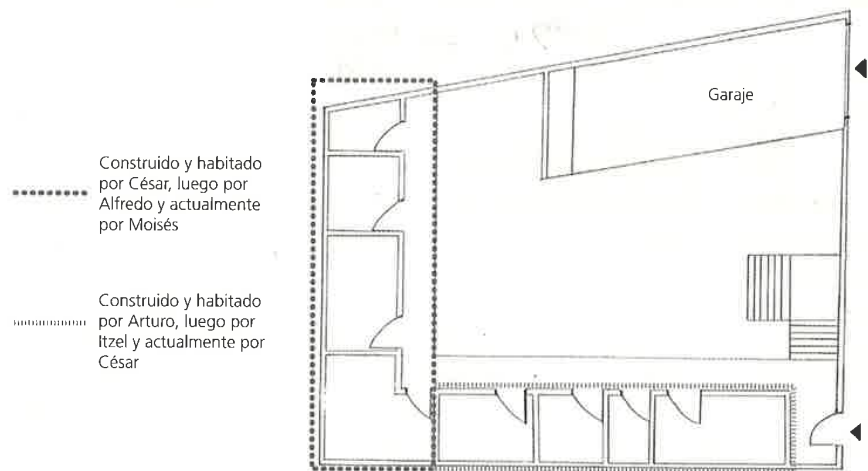 Garaje
Construido y habitado
por César, luego por
Alfredo y actualmente
por Moisés
Construido y habitado
por Arturo, luego por
Itzel y actualmente por
César